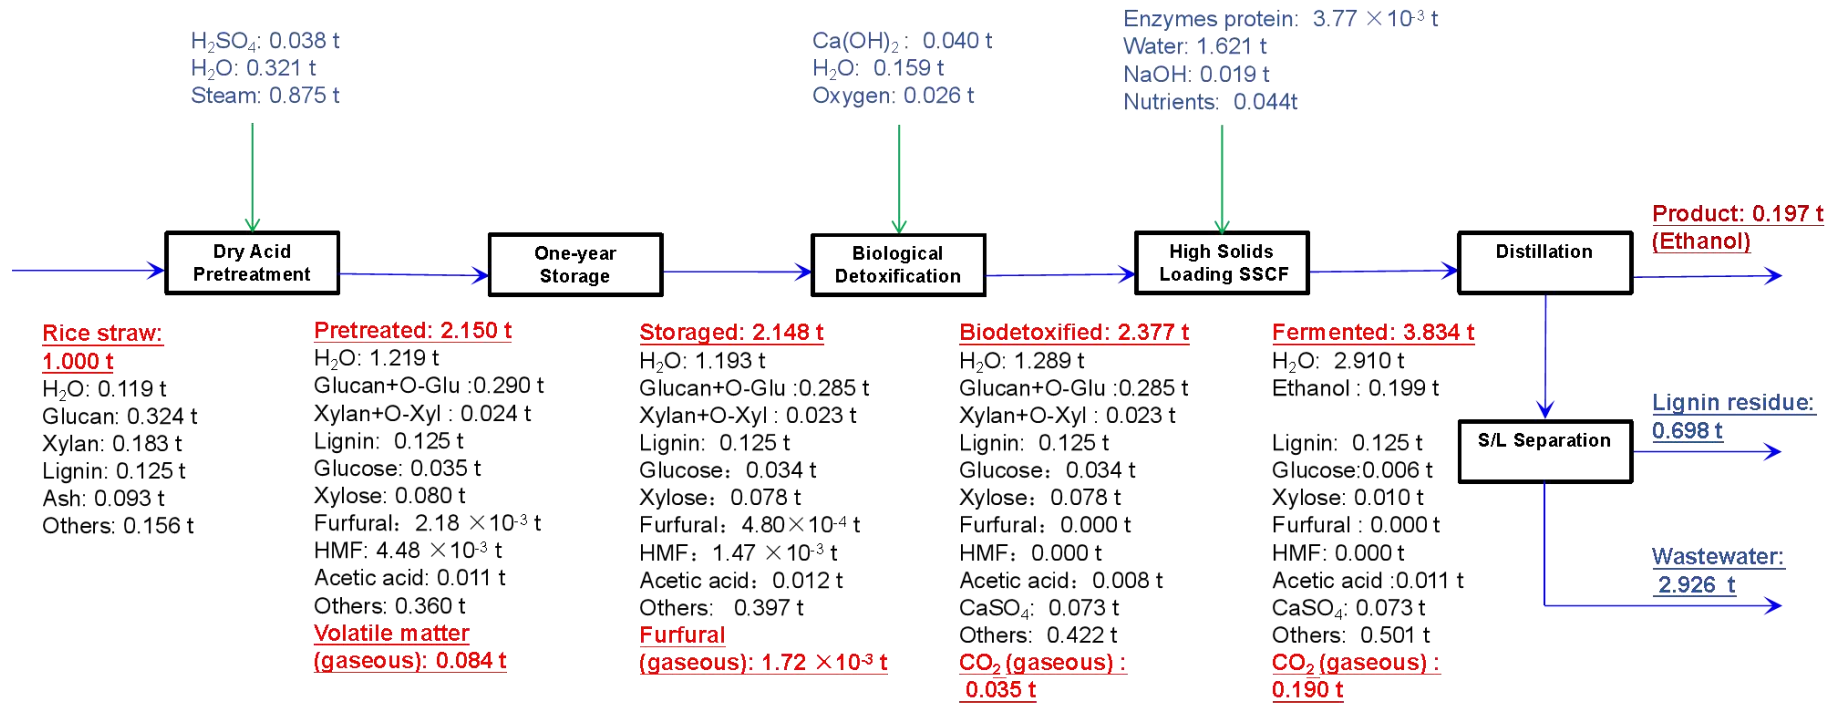 H₂SO₄: 0.038 t
H₂O: 0.321 t
Steam: 0.875 t
Ca(OH)₂ : 0.040 t
H₂O: 0.159 t
Oxygen: 0.026 t
Enzymes protein: 3.77 ×10⁻³ t
Water: 1.621 t
NaOH: 0.019 t
Nutrients: 0.044t
Dry Acid
Pretreatment
One-year
Storage
Biological
Detoxification
High Solids
Loading SSCF
Distillation
Product: 0.197 t
(Ethanol)
Rice straw:
1.000 t
H₂O: 0.119 t
Glucan: 0.324 t
Xylan: 0.183 t
Lignin: 0.125 t
Ash: 0.093 t
Others: 0.156 t
Pretreated: 2.150 t
H₂O: 1.219 t
Glucan+O-Glu :0.290 t
Xylan+O-Xyl : 0.024 t
Lignin: 0.125 t
Glucose: 0.035 t
Xylose: 0.080 t
Furfural：2.18 ×10⁻³ t
HMF: 4.48 ×10⁻³ t
Acetic acid: 0.011 t
Others: 0.360 t
Volatile matter
(gaseous): 0.084 t
Storaged: 2.148 t
H₂O: 1.193 t
Glucan+O-Glu :0.285 t
Xylan+O-Xyl : 0.023 t
Lignin: 0.125 t
Glucose：0.034 t
Xylose：0.078 t
Furfural：4.80×10⁻⁴ t
HMF：1.47 ×10⁻³ t
Acetic acid：0.012 t
Others: 0.397 t
Furfural
(gaseous): 1.72 ×10⁻³ t
Biodetoxified: 2.377 t
H₂O: 1.289 t
Glucan+O-Glu :0.285 t
Xylan+O-Xyl : 0.023 t
Lignin: 0.125 t
Glucose：0.034 t
Xylose：0.078 t
Furfural：0.000 t
HMF：0.000 t
Acetic acid：0.008 t
CaSO₄: 0.073 t
Others: 0.422 t
CO₂ (gaseous) :
0.035 t
Fermented: 3.834 t
H₂O: 2.910 t
Ethanol : 0.199 t
Lignin: 0.125 t
Glucose:0.006 t
Xylose: 0.010 t
Furfural : 0.000 t
HMF: 0.000 t
Acetic acid :0.011 t
CaSO₄: 0.073 t
Others: 0.501 t
CO₂ (gaseous) :
0.190 t
S/L Separation
Lignin residue:
0.698 t
Wastewater:
2.926 t